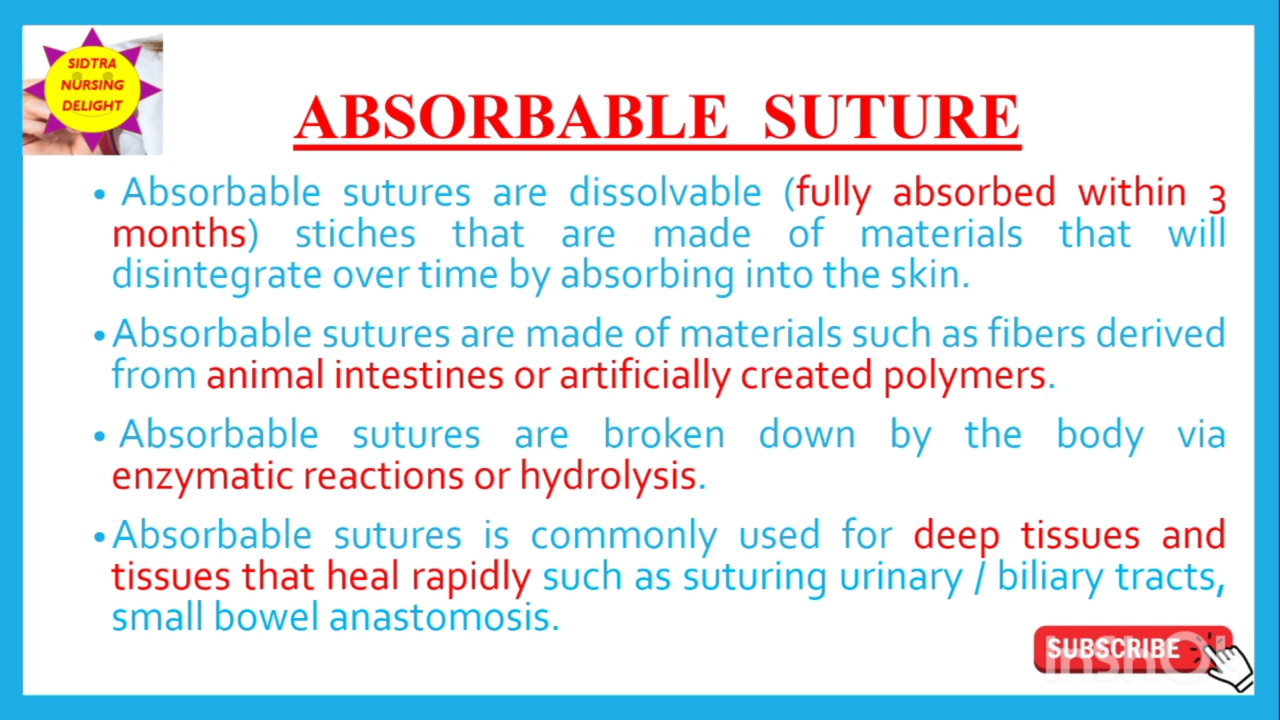 SIDTRA
NURSING
DELIGHT
ABSORBABLE SUTURE
• Absorbable sutures are dissolvable (fully absorbed within 3
months) stiches that are made of materials that will
disintegrate over time by absorbing into the skin.
• Absorbable sutures are made of materials such as fibers derived
from animal intestines or artificially created polymers.
• Absorbable sutures are broken down by the body via
enzymatic reactions or hydrolysis.
• Absorbable sutures is commonly used for deep tissues and
tissues that heal rapidly such as suturing urinary / biliary tracts,
small bowel anastomosis.
SUBSCRIBE
InShOt